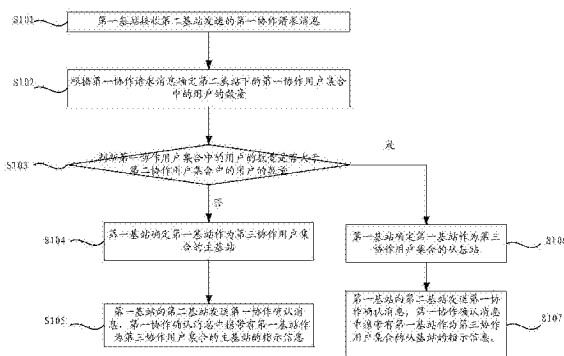 S101
第一基站接收第二基站发送的第一协作请求消息
S102
根据第一协作请求消息确定第二基站下的第一协作用户集合
中的用户的数量
S103
判断第一协作用户集合中的用户的数量是否大于
第二协作用户集合中的用户的数量
是
否
S104
第一基站确定第一基站作为第三协作用户集
合的主基站
第一基站确定第一基站作为第三
协作用户集合的从基站
S106
S105
第一基站向第二基站发送第一协作确认消
息,第一协作确认消息中携带有第一基站作
为第三协作用户集合的主基站的指示信息
第一基站向第二基站发送第一协
作确认消息,第一协作确认消息
中携带有第一基站作为第三协作
用户集合的从基站的指示信息。
S107